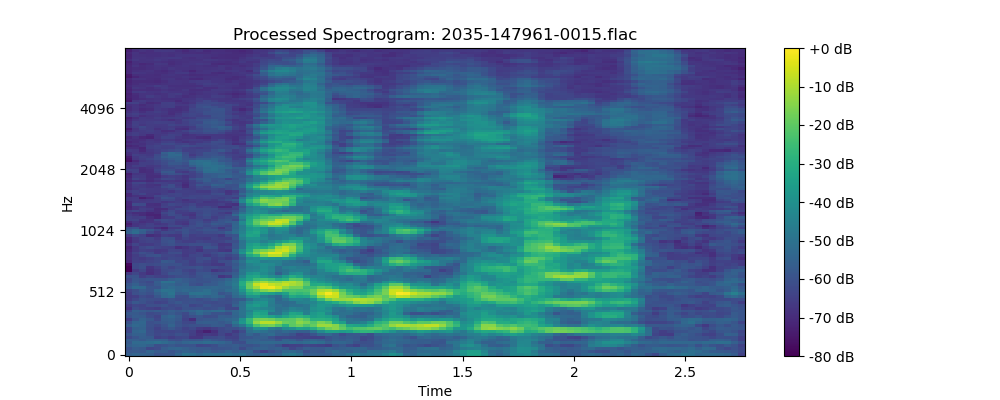 Processed Spectrogram: 2035-147961-0015.flac
+0 dB
-10 dB
4096
-20 dB
-30 dB
2048
Hz
-40 dB
1024
-50 dB
512
-60 dB
-70 dB
0
-80 dB
0 0.5 1 1.5 2 2.5
Time